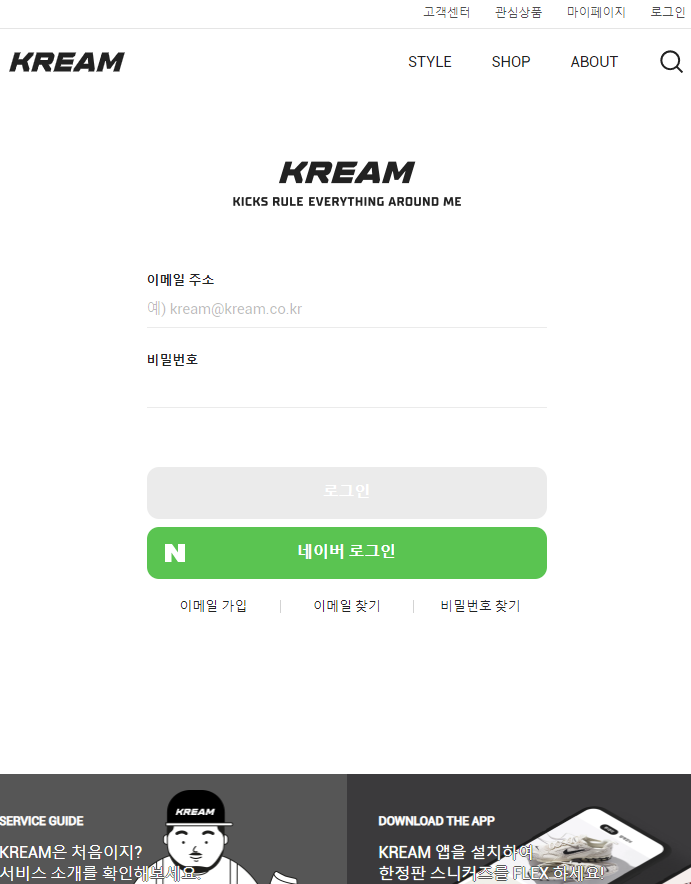 고객센터 관심상품 마이페이지 로그인
KREAM STYLE SHOP ABOUT
KREAM
KICKS RULE EVERYTHING AROUND ME
이메일 주소
예) kream@kream.co.kr
비밀번호
로그인
N 네이버 로그인
이메일 가입 이메일 찾기 비밀번호 찾기
SERVICE GUIDE
KREAM은 처음이지?
서비스 소개를 확인해보세요.
KREAM
DOWNLOAD THE APP
KREAM 앱을 설치하여
한정판 스니커즈를 FLEX 하세요!